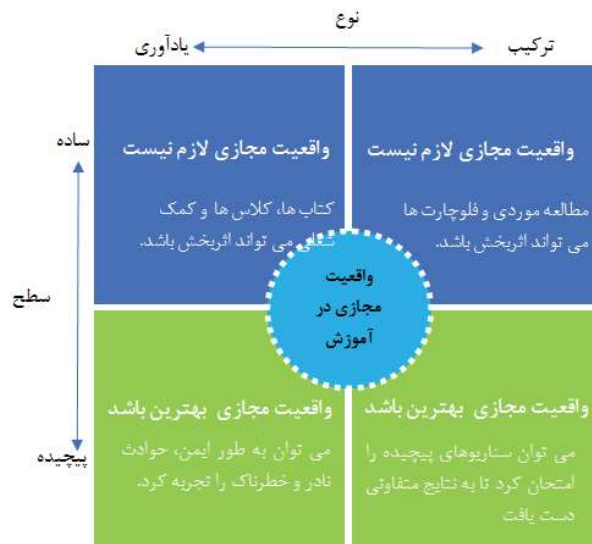 نوع
ترکیب
یادآوری
ساده
سطح
پیچیده
واقعیت مجازی لازم نیست
مطالعه موردی و فلوچارت ها
می تواند اثربخش باشد.
واقعیت مجازی لازم نیست
کتاب ها، کلاس ها و کمک
شغلی می تواند اثربخش باشد.
واقعیت
مجازی در
آموزش
واقعیت مجازی بهترین باشد
می توان سناریوهای پیچیده را
امتحان کرد تا به نتایج متفاوتی
دست یافت
واقعیت مجازی بهترین باشد
می توان به طور ایمن، حوادث
نادر و خطرناک را تجربه کرد.